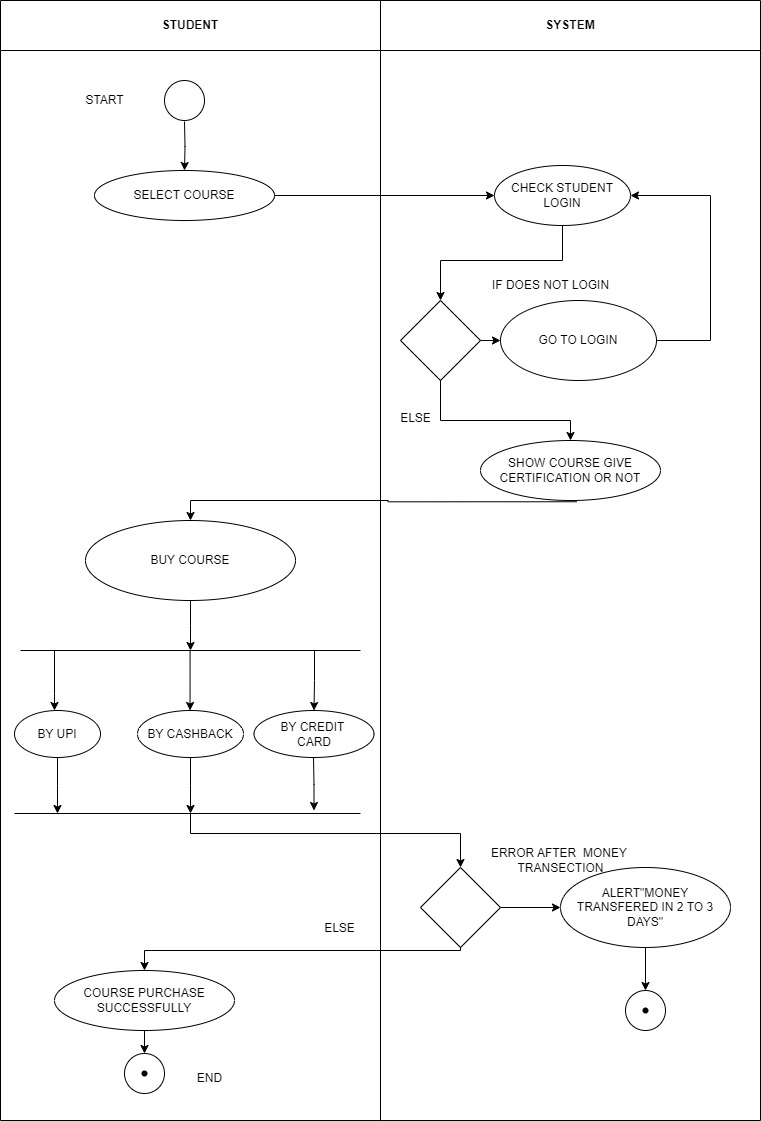 STUDENT
SYSTEM
START
SELECT COURSE
CHECK STUDENT
LOGIN
IF DOES NOT LOGIN
GO TO LOGIN
ELSE
SHOW COURSE GIVE
CERTIFICATION OR NOT
BUY COURSE
BY UPI
BY CASHBACK
BY CREDIT
CARD
ERROR AFTER MONEY
TRANSECTION
ALERT"MONEY
TRANSFERED IN 2 TO 3
DAYS"
ELSE
COURSE PURCHASE
SUCCESSFULLY
END